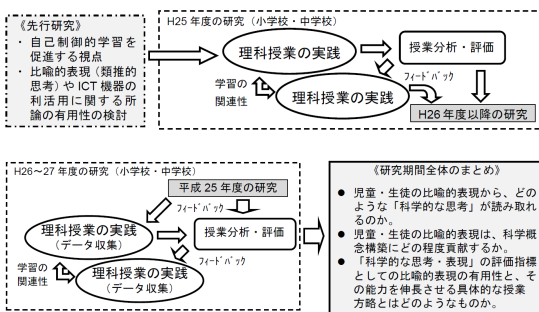 《先行研究》
・ 自己制御的学習を
促進する視点
・ 比喩的表現（類推的
思考）や ICT 機器の
利活用に関する所
論の有用性の検討
H25 年度の研究（小学校・中学校）
理科授業の実践
授業分析・評価
学習の
関連性
理科授業の実践
ﾌｨｰﾄﾞﾊﾞｯｸ
H26 年度以降の研究
H26～27 年度の研究（小学校・中学校）
平成 25 年度の研究
ﾌｨｰﾄﾞﾊﾞｯｸ
理科授業の実践
（データ収集）
授業分析・評価
ﾌｨｰﾄﾞﾊﾞｯｸ
学習の
関連性
理科授業の実践
（データ収集）
《研究期間全体のまとめ》
● 児童・生徒の比喩的表現から、どの
ような「科学的な思考」が読み取れ
るのか。
● 児童・生徒の比喩的表現は、科学概
念構築にどの程度貢献するか。
● 「科学的な思考・表現」の評価指標
としての比喩的表現の有用性と、そ
の能力を伸長させる具体的な授業
方略とはどのようなものか。